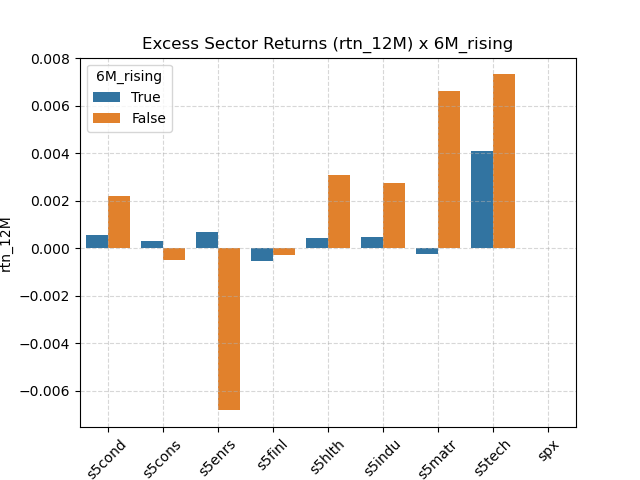 Excess Sector Returns (rtn_12M) x 6M_rising
6M_rising
True
False
0.008
0.006
0.004
0.002
0.000
−0.002
−0.004
−0.006
rtn_12M
s5cond
s5cons
s5enrs
s5finl
s5hlth
s5indu
s5matr
s5tech
spx